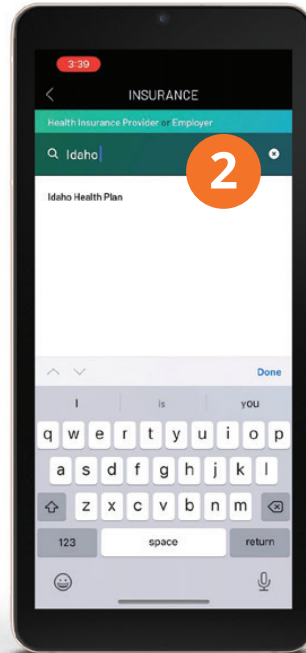 3:39
INSURANCE
Health Insurance Provider or Employer
Idaho
2
Idaho Health Plan
Done
I is you
q w e r t y u i o p
a s d f g h j k l
z x c v b n m
123 space return